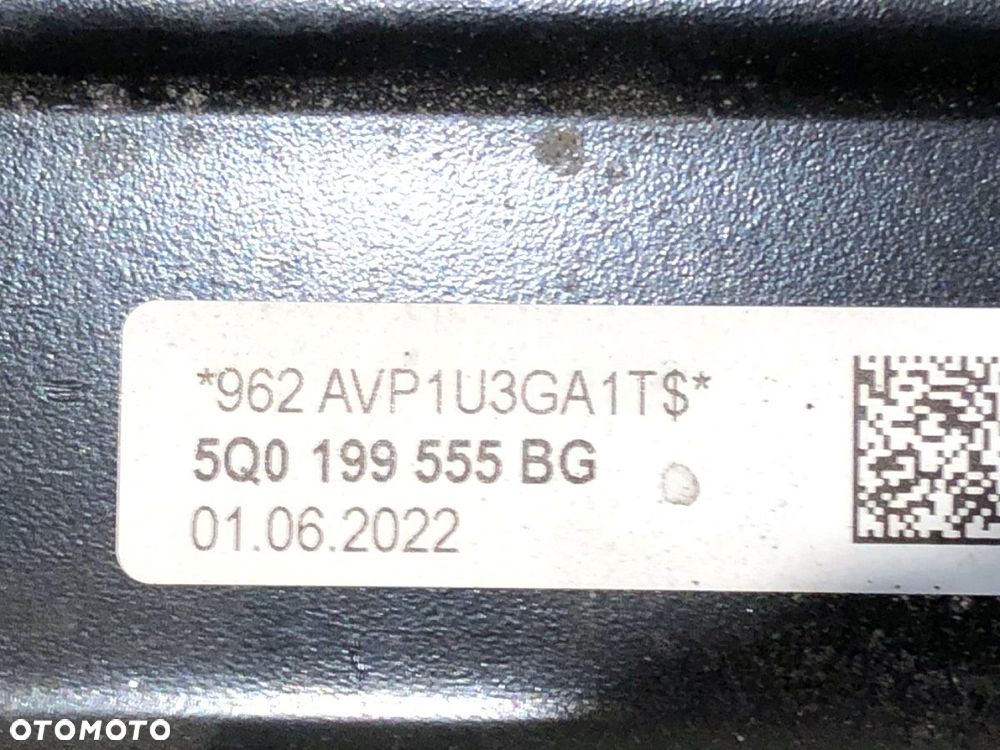 *962 AVP1U3GA1T$*
5Q0 199 555 BG
01.06.2022
OTOMOTO